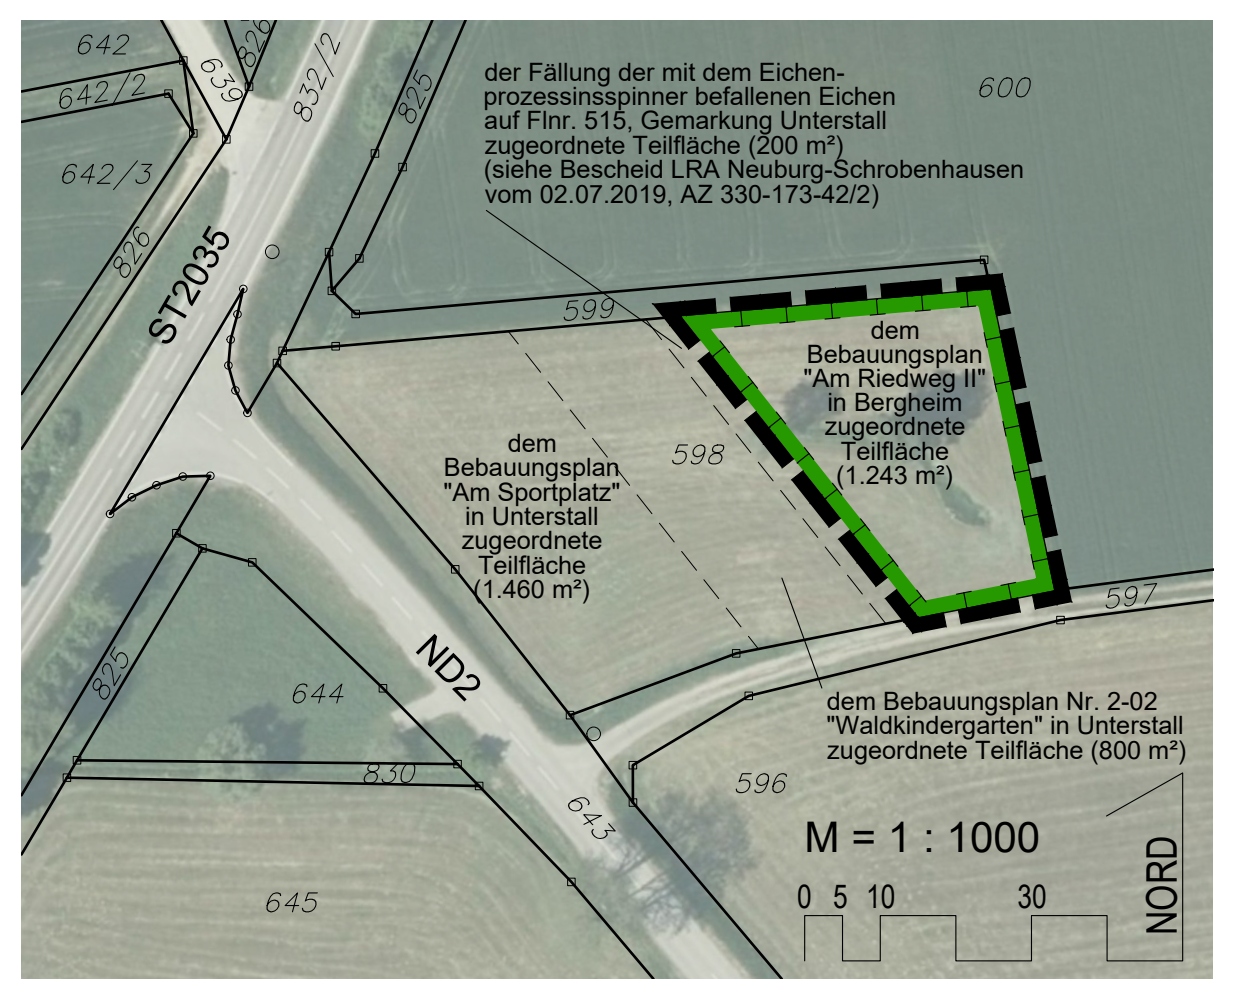 642
642/2
639
826
832/2
825
600
der Fällung der mit dem Eichen-
prozessinsspinner befallenen Eichen
auf Flnr. 515, Gemarkung Unterstall
zugeordnete Teilfläche (200 m²)
(siehe Bescheid LRA Neuburg-Schrobenhausen
vom 02.07.2019, AZ 330-173-42/2)
642/3
826
ST2035
599
dem
Bebauungsplan
"Am Riedweg II"
in Bergheim
zugeordnete
Teilfläche
(1.243 m²)
598
dem
Bebauungsplan
"Am Sportplatz"
in Unterstall
zugeordnete
Teilfläche
(1.460 m²)
597
825
644
ND2
dem Bebauungsplan Nr. 2-02
"Waldkindergarten" in Unterstall
zugeordnete Teilfläche (800 m²)
830
643
596
M = 1 : 1000
0 5 10 30
NORD
645